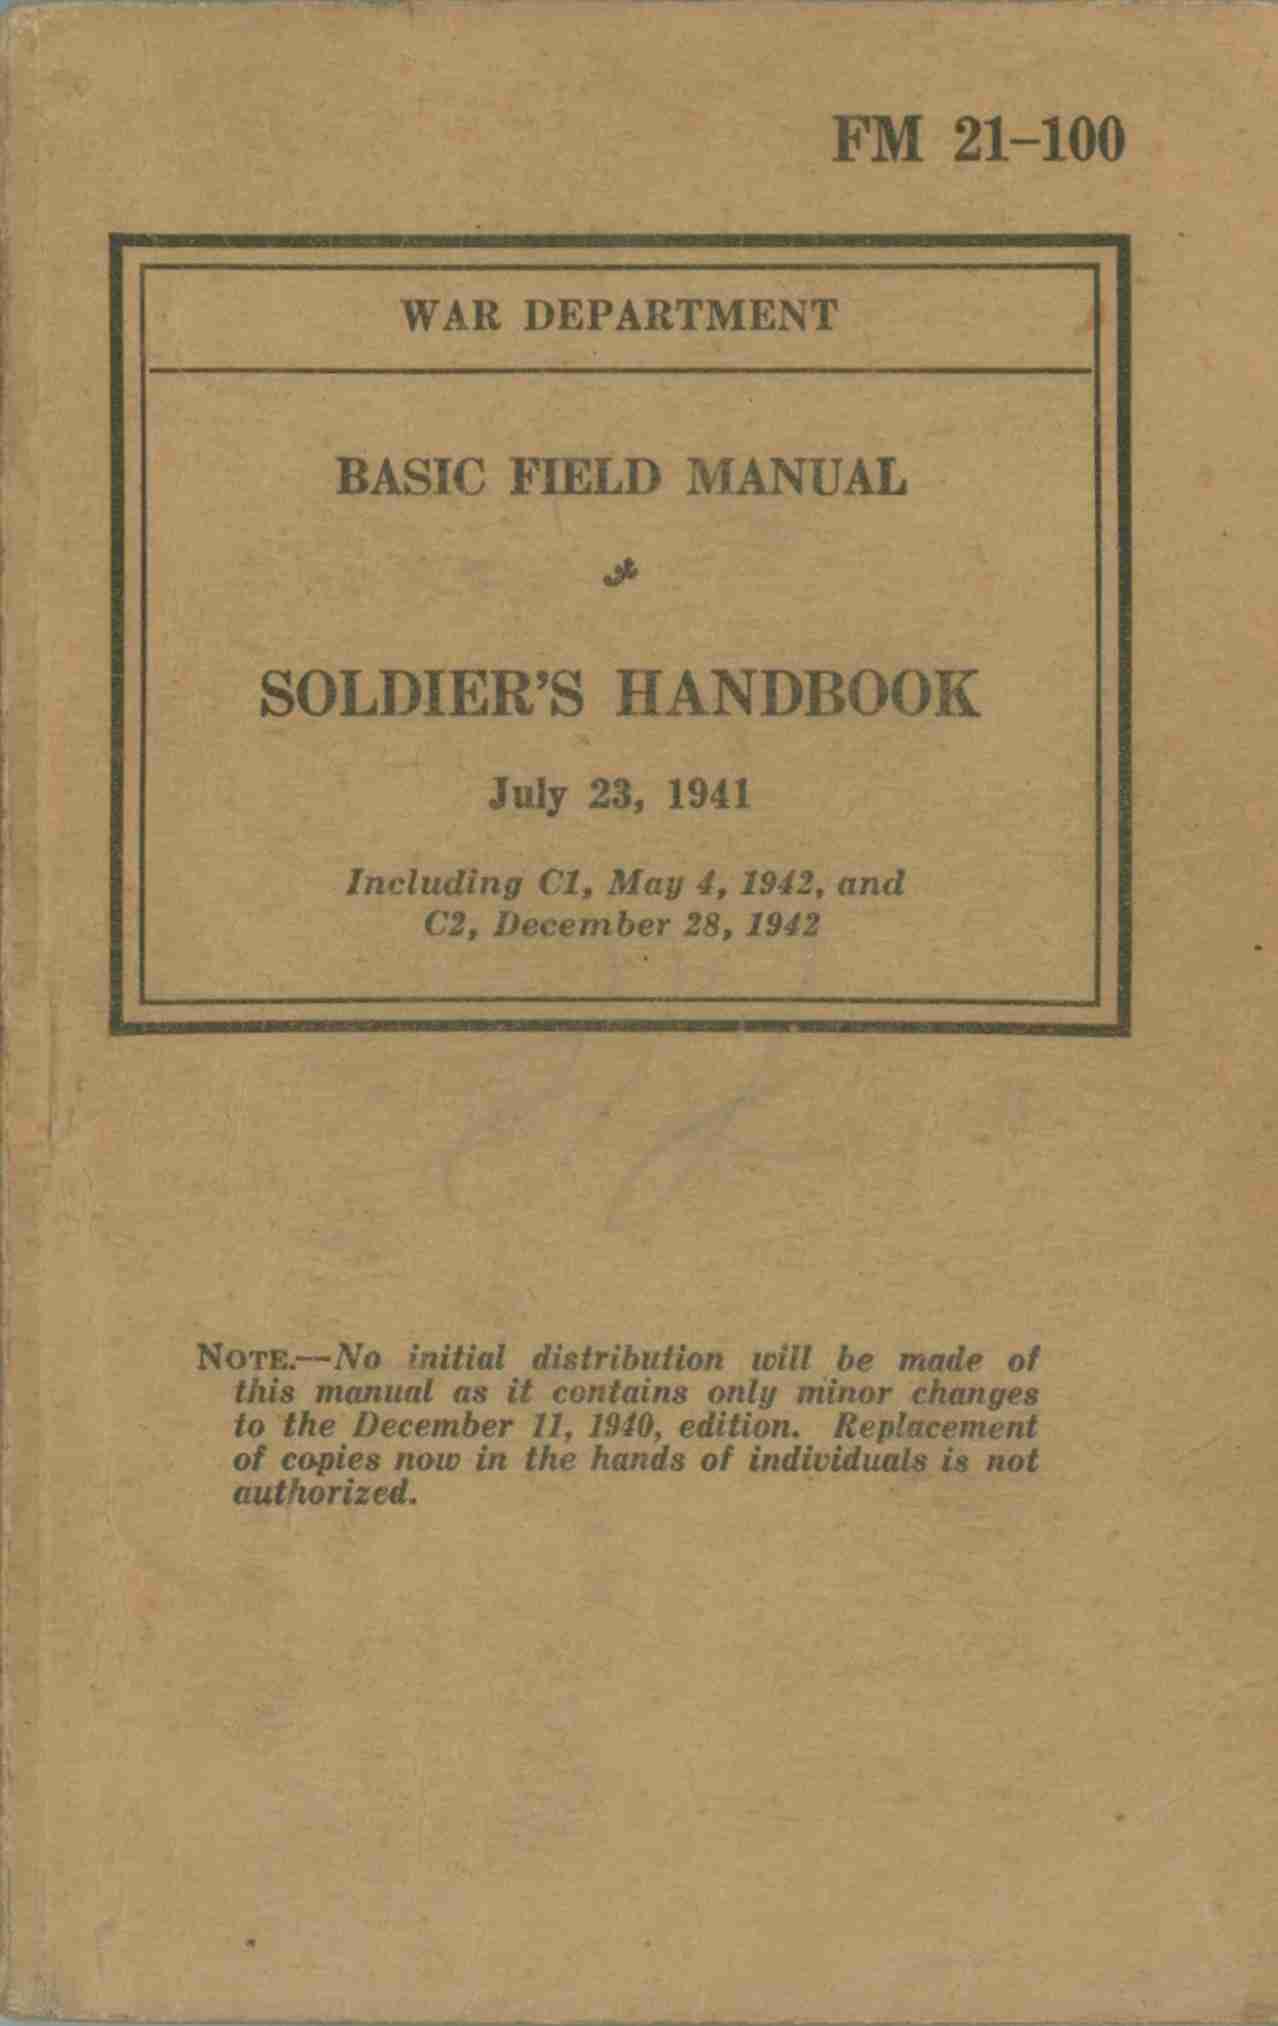 FM 21–100
WAR DEPARTMENT
BASIC FIELD MANUAL
SOLDIER'S HANDBOOK
July 23, 1941
Including C1, May 4, 1942, and
C2, December 28, 1942
NOTE.—No initial distribution will be made of
this manual as it contains only minor changes
to the December 11, 1940, edition. Replacement
of copies now in the hands of individuals is not
authorized.